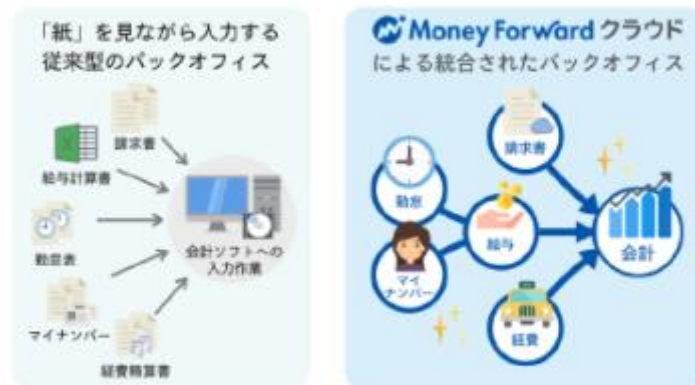 「紙」を見ながら入力する
従来型のバックオフィス
請求書
給与計算書
勤怠表
マイナンバー
経費精算書
会計ソフトへの
入力作業
Money Forward クラウド
による統合されたバックオフィス
請求書
勤怠
給与
マイ
ナンバー
経費
会計